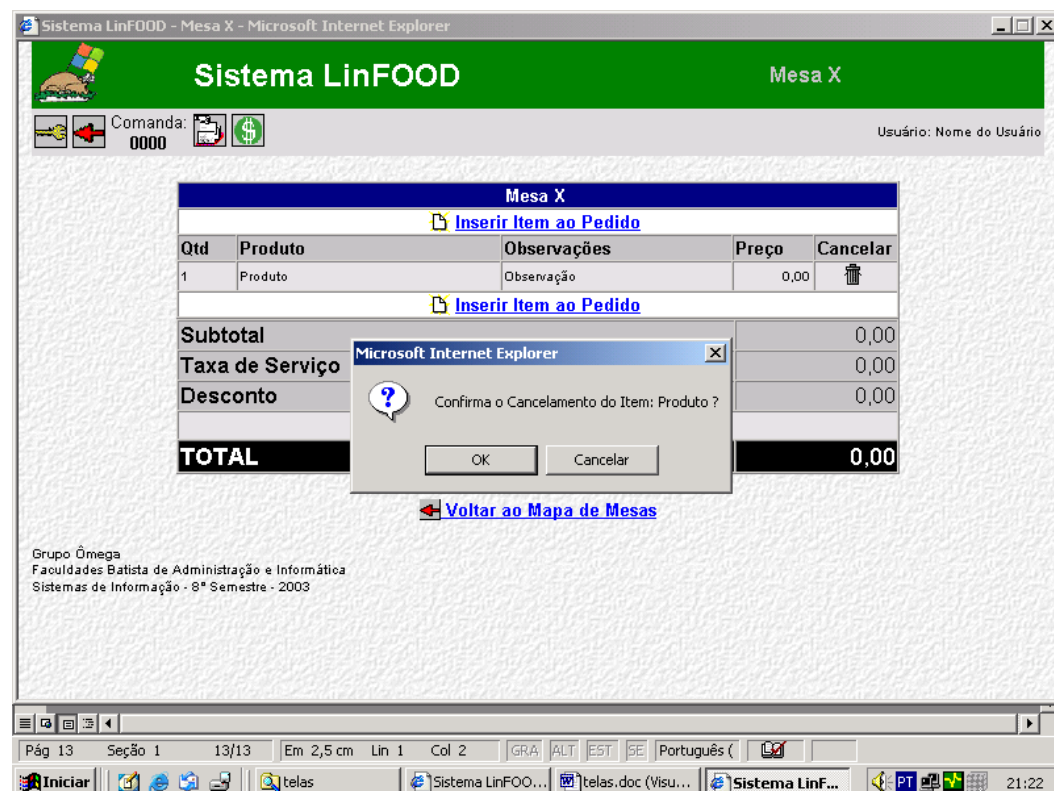 Sistema LinFOOD - Mesa X - Microsoft Internet Explorer
Sistema LinFOOD
Mesa X
Comanda:
0000
Usuário: Nome do Usuário
Mesa X
Inserir Item ao Pedido
Qtd Produto Observações Preço Cancelar
1 Produto Observação 0,00
Inserir Item ao Pedido
Subtotal 0,00
Taxa de Serviço 0,00
Desconto 0,00
TOTAL 0,00
Microsoft Internet Explorer
Confirma o Cancelamento do Item: Produto ?
OK Cancelar
Voltar ao Mapa de Mesas
Grupo Ômega
Faculdades Batista de Administração e Informática
Sistemas de Informação - 8º Semestre - 2003
Pág 13 Seção 1 13/13 Em 2,5 cm Lin 1 Col 2 GRA ALT EST SE Português (
Iniciar telas Sistema LinFOO... telas.doc (Visu... Sistema LinF... PT 21:22